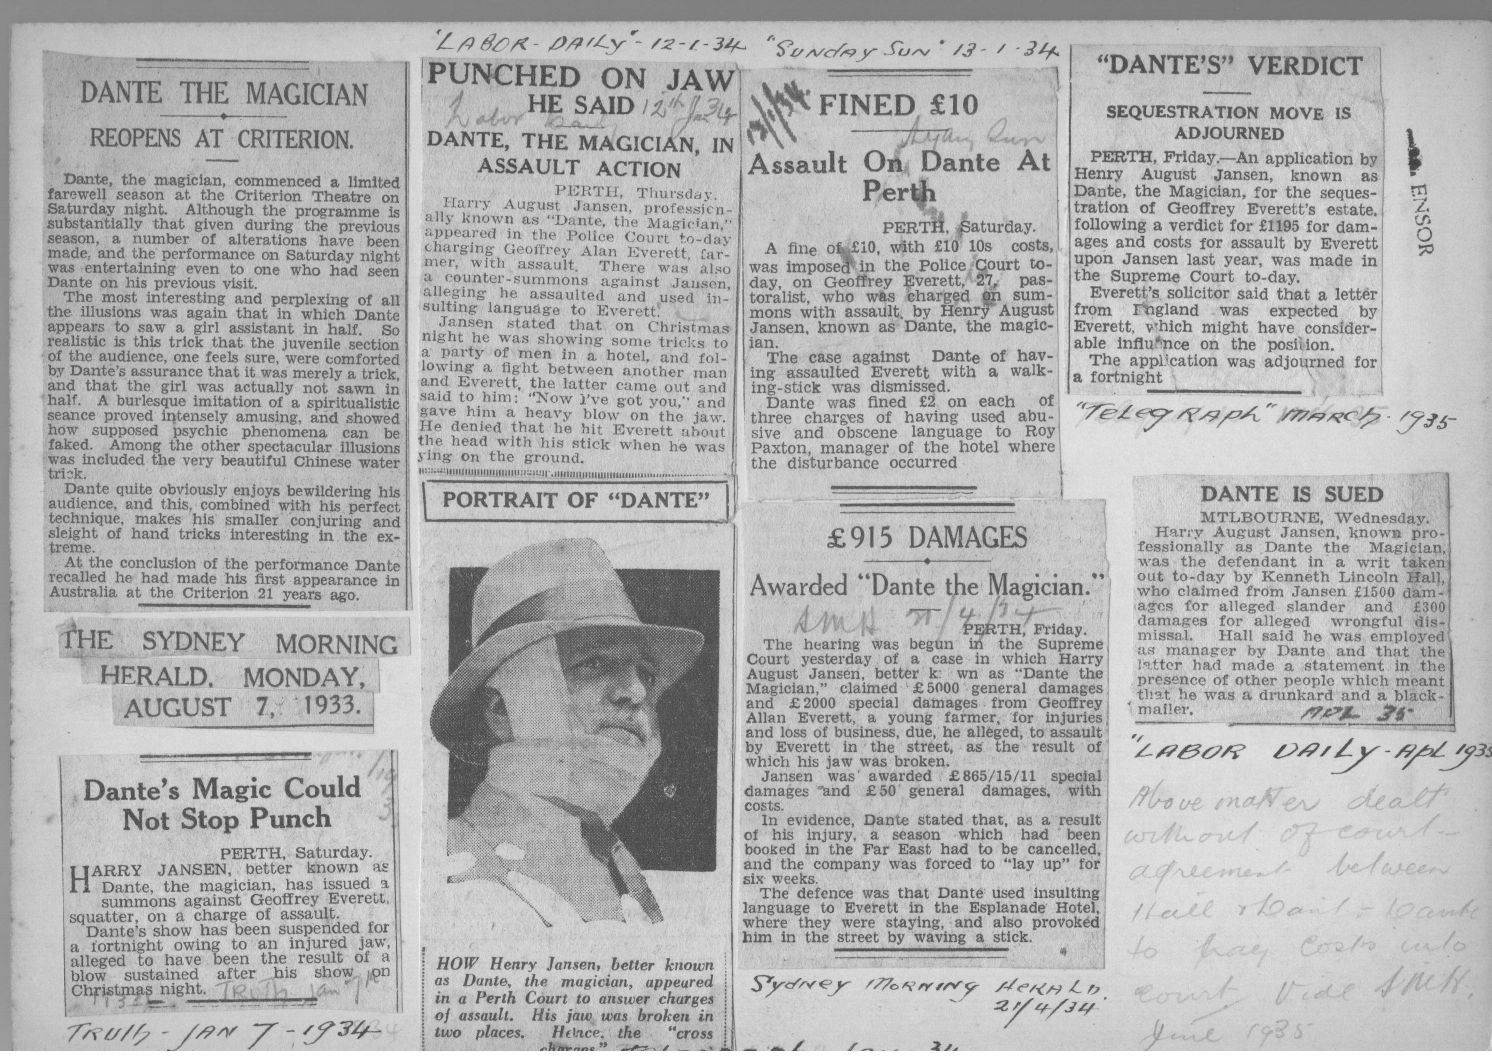 DANTE THE MAGICIAN
REOPENS AT CRITERION.
Dante, the magician, commenced a limited
farewell season at the Criterion Theatre on
Saturday night. Although the programme is
substantially that given during the previous
season, a number of alterations have been
made, and the performance on Saturday night
was entertaining even to one who had seen
Dante on his previous visit.
The most interesting and perplexing of all
the illusions was again that in which Dante
appears to saw a girl assistant in half. So
realistic is this trick that the juvenile section
of the audience, one feels sure, were comforted
by Dante's assurance that it was merely a trick,
and that the girl was actually not sawn in
half. A burlesque imitation of a spiritualistic
seance proved intensely amusing, and showed
how supposed psychic phenomena can be
faked. Among the other spectacular illusions
was included the very beautiful Chinese water
trick.
Dante quite obviously enjoys bewildering his
audience, and this, combined with his perfect
technique, makes his smaller conjuring and
sleight of hand tricks interesting in the ex-
treme.
At the conclusion of the performance Dante
recalled he had made his first appearance in
Australia at the Criterion 21 years ago.
THE SYDNEY MORNING
HERALD, MONDAY,
AUGUST 7, 1933.
Dante's Magic Could
Not Stop Punch
PERTH, Saturday.
HARRY JANSEN, better known as
Dante, the magician, has issued a
summons against Geoffrey Everett,
squatter, on a charge of assault.
Dante's show has been suspended for
a fortnight owing to an injured jaw,
alleged to have been the result of a
blow sustained after his show on
Christmas night. TRUTH Jan 7th
TRUTH - JAN 7 - 1934
"LABOR - DAILY" - 12-1-34
PUNCHED ON JAW
HE SAID 12th Jan 34
Labor Daily
DANTE, THE MAGICIAN, IN
ASSAULT ACTION
PERTH, Thursday.
Harry August Jansen, profession-
ally known as "Dante, the Magician,"
appeared in the Police Court to-day
charging Geoffrey Alan Everett, far-
mer, with assault. There was also
a counter-summons against Jansen,
alleging he assaulted and used in-
sulting language to Everett.
Jansen stated that on Christmas
night he was showing some tricks to
a party of men in a hotel, and fol-
lowing a fight between another man
and Everett, the latter came out and
said to him: "Now I've got you," and
gave him a heavy blow on the jaw.
He denied that he hit Everett about
the head with his stick when he was
ying on the ground.
PORTRAIT OF "DANTE"
HOW Henry Jansen, better known
as Dante, the magician, appeared
in a Perth Court to answer charges
of assault. His jaw was broken in
two places. Hence, the "cross
charges."
"SUNDAY SUN" 13-1-34
13/1/34.
FINED £10
Sunday Sun
Assault On Dante At
Perth
PERTH, Saturday.
A fine of £10, with £10 10s costs,
was imposed in the Police Court to-
day, on Geoffrey Everett, 27, pas-
toralist, who was charged on sum-
mons with assault, by Henry August
Jansen, known as Dante, the magic-
ian.
The case against Dante of hav-
ing assaulted Everett with a walk-
ing-stick was dismissed.
Dante was fined £2 on each of
three charges of having used abu-
sive and obscene language to Roy
Paxton, manager of the hotel where
the disturbance occurred
£915 DAMAGES
Awarded "Dante the Magician."
SMH 21/4/34
PERTH, Friday.
The hearing was begun in the Supreme
Court yesterday of a case in which Harry
August Jansen, better k wn as "Dante the
Magician," claimed £5000 general damages
and £2000 special damages from Geoffrey
Allan Everett, a young farmer, for injuries
and loss of business, due, he alleged, to assault
by Everett in the street, as the result of
which his jaw was broken.
Jansen was awarded £865/15/11 special
damages and £50 general damages, with
costs.
In evidence, Dante stated that, as a result
of his injury, a season which had been
booked in the Far East had to be cancelled,
and the company was forced to "lay up" for
six weeks.
The defence was that Dante used insulting
language to Everett in the Esplanade Hotel,
where they were staying, and also provoked
him in the street by waving a stick.
SYDNEY MORNING HERALD.
21/4/34.
"DANTE'S" VERDICT
SEQUESTRATION MOVE IS
ADJOURNED
PERTH, Friday.—An application by
Henry August Jansen, known as
Dante, the Magician, for the seques-
tration of Geoffrey Everett's estate,
following a verdict for £1195 for dam-
ages and costs for assault by Everett
upon Jansen last year, was made in
the Supreme Court to-day.
Everett's solicitor said that a letter
from England was expected by
Everett, which might have consider-
able influence on the position.
The application was adjourned for
a fortnight
"TELEGRAPH" MARCH - 1935
ENSOR
DANTE IS SUED
MTLBOURNE, Wednesday.
Harry August Jansen, known pro-
fessionally as Dante the Magician,
was the defendant in a writ taken
out to-day by Kenneth Lincoln Hall,
who claimed from Jansen £1500 dam-
ages for alleged slander and £300
damages for alleged wrongful dis-
missal. Hall said he was employed
as manager by Dante and that the
latter had made a statement in the
presence of other people which meant
that he was a drunkard and a black-
mailer. APL 35
"LABOR DAILY - APL 1935
Above matter dealt
without of court -
agreement between
Hall & Dante - Dante
to pay costs into
court Vide SMH.
June 1935